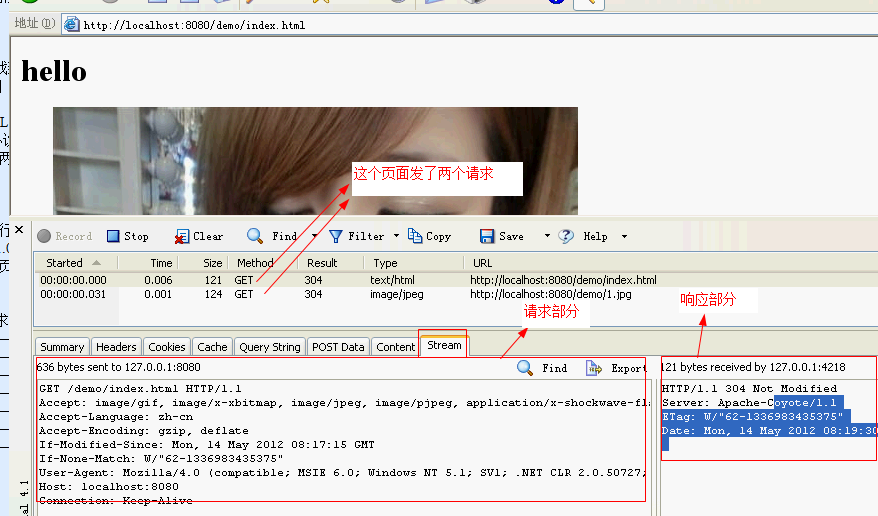 地址(D) http://localhost:8080/demo/index.html
hello
这个页面发了两个请求
Record Stop Clear Find Filter Copy Save Help
Started Time Size Method Result Type URL
00:00:00.000 0.006 121 GET 304 text/html http://localhost:8080/demo/index.html
00:00:00.031 0.001 124 GET 304 image/jpeg http://localhost:8080/demo/1.jpg
请求部分
响应部分
Summary Headers Cookies Cache Query String POST Data Content Stream
636 bytes sent to 127.0.0.1:8080 Find Export
GET /demo/index.html HTTP/1.1
Accept: image/gif, image/x-xbitmap, image/jpeg, image/pjpeg, application/x-shockwave-fla
Accept-Language: zh-cn
Accept-Encoding: gzip, deflate
If-Modified-Since: Mon, 14 May 2012 08:17:15 GMT
If-None-Match: W/"62-1336983435375"
User-Agent: Mozilla/4.0 (compatible; MSIE 6.0; Windows NT 5.1; SV1; .NET CLR 2.0.50727;
Host: localhost:8080
Connection: Keep-Alive
121 bytes received by 127.0.0.1:4218
HTTP/1.1 304 Not Modified
Server: Apache-Coyote/1.1
ETag: W/"62-1336983435375"
Date: Mon, 14 May 2012 08:19:30
al 4.1